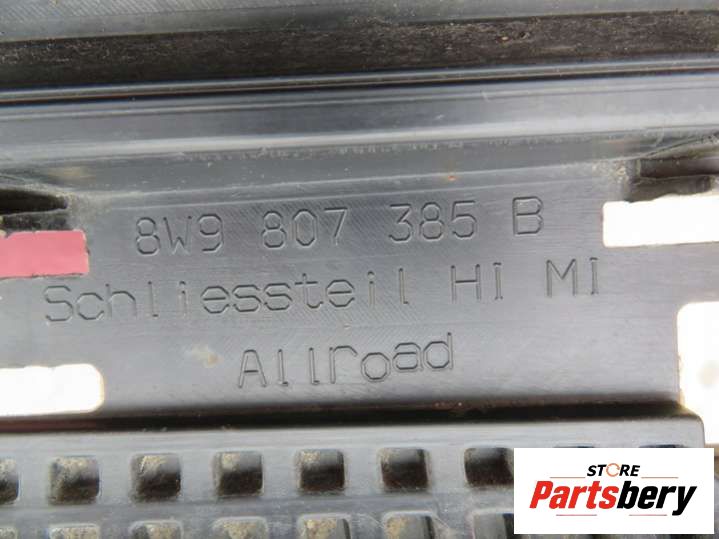 8W9 807 385 B
Schliessteil HI MI
Allroad
STORE
Partsbery